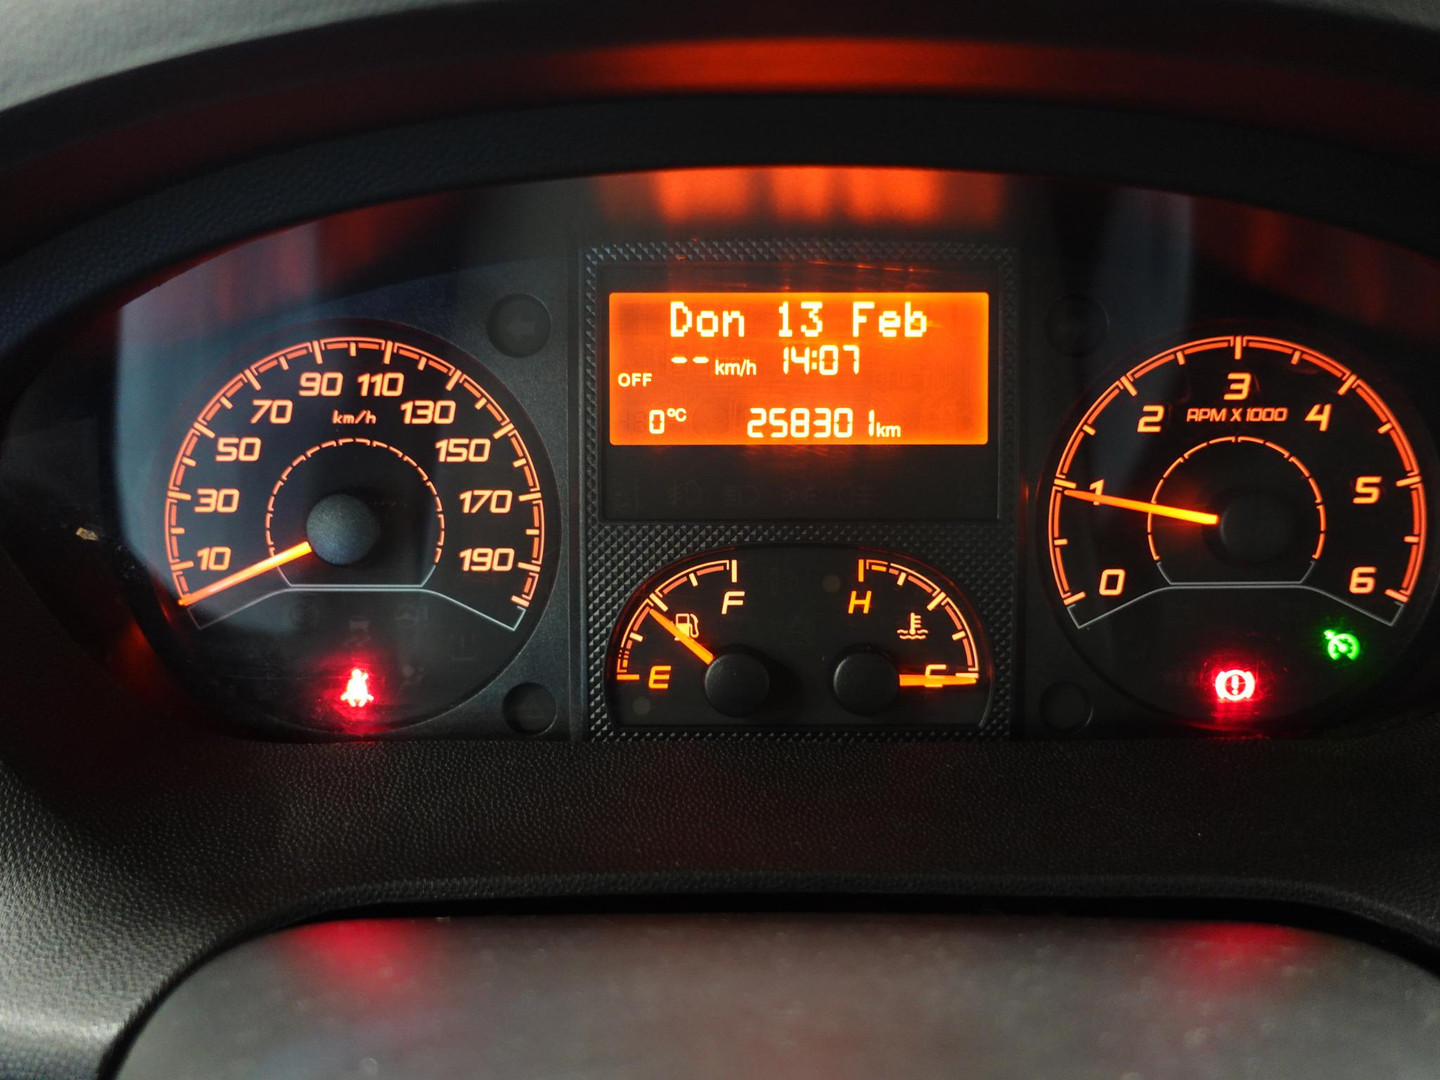 Don 13 Feb
-- km/h 14:07
OFF
0°C 258301 km
10 30 50 70 90 110 130 150 170 190
km/h
0 1 2 3 4 5 6
RPM X 1000
F
E
H
C